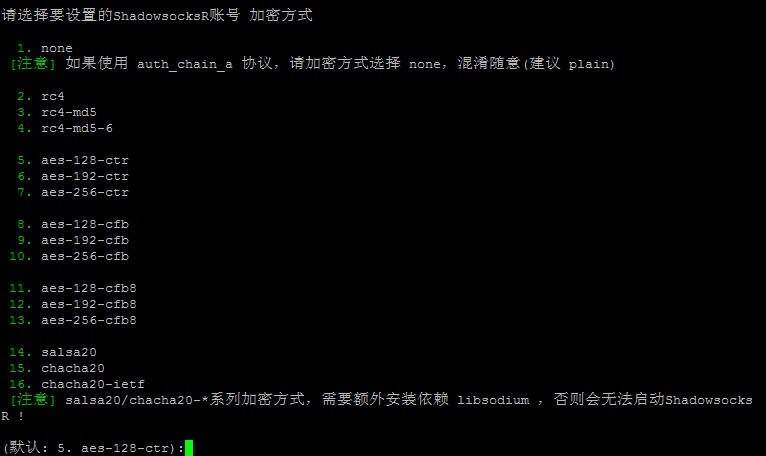 请选择要设置的ShadowsocksR账号 加密方式
1. none
[注意] 如果使用 auth_chain_a 协议，请加密方式选择 none，混淆随意(建议 plain)
2. rc4
3. rc4-md5
4. rc4-md5-6
5. aes-128-ctr
6. aes-192-ctr
7. aes-256-ctr
8. aes-128-cfb
9. aes-192-cfb
10. aes-256-cfb
11. aes-128-cfb8
12. aes-192-cfb8
13. aes-256-cfb8
14. salsa20
15. chacha20
16. chacha20-ietf
[注意] salsa20/chacha20-*系列加密方式，需要额外安装依赖 libsodium ，否则会无法启动Shadowsocks
R !
(默认: 5. aes-128-ctr):